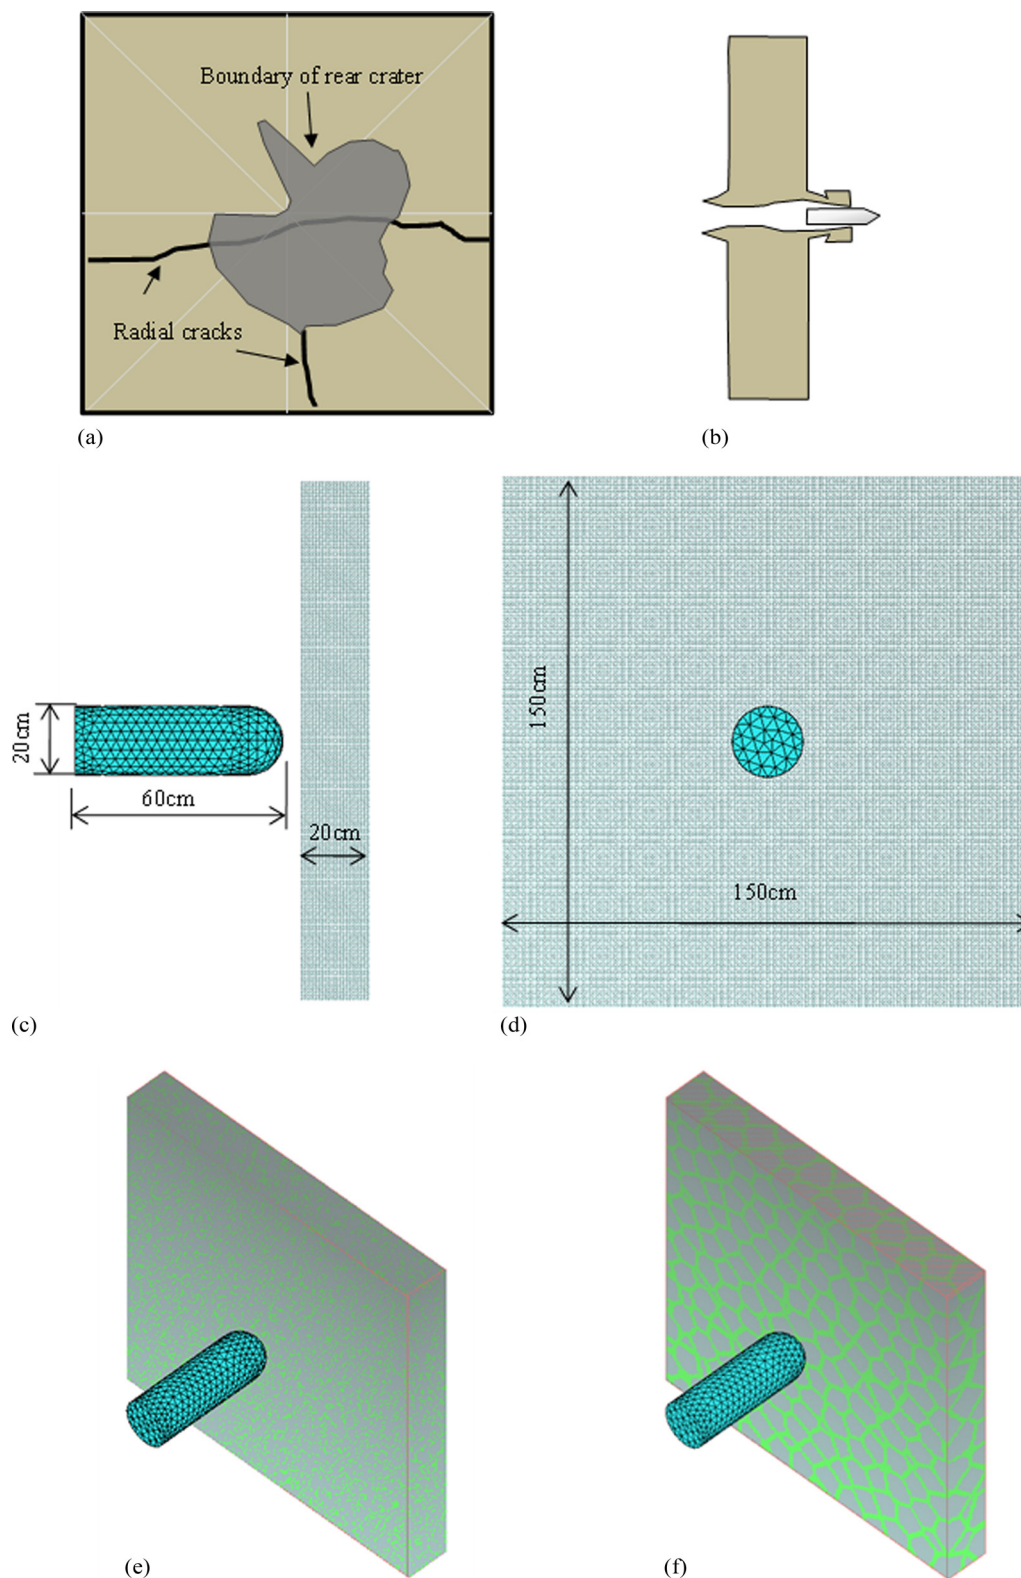 Boundary of rear crater
Radial cracks
(a)
(b)
20cm
60cm
20cm
150cm
150cm
(c)
(d)
(e)
(f)